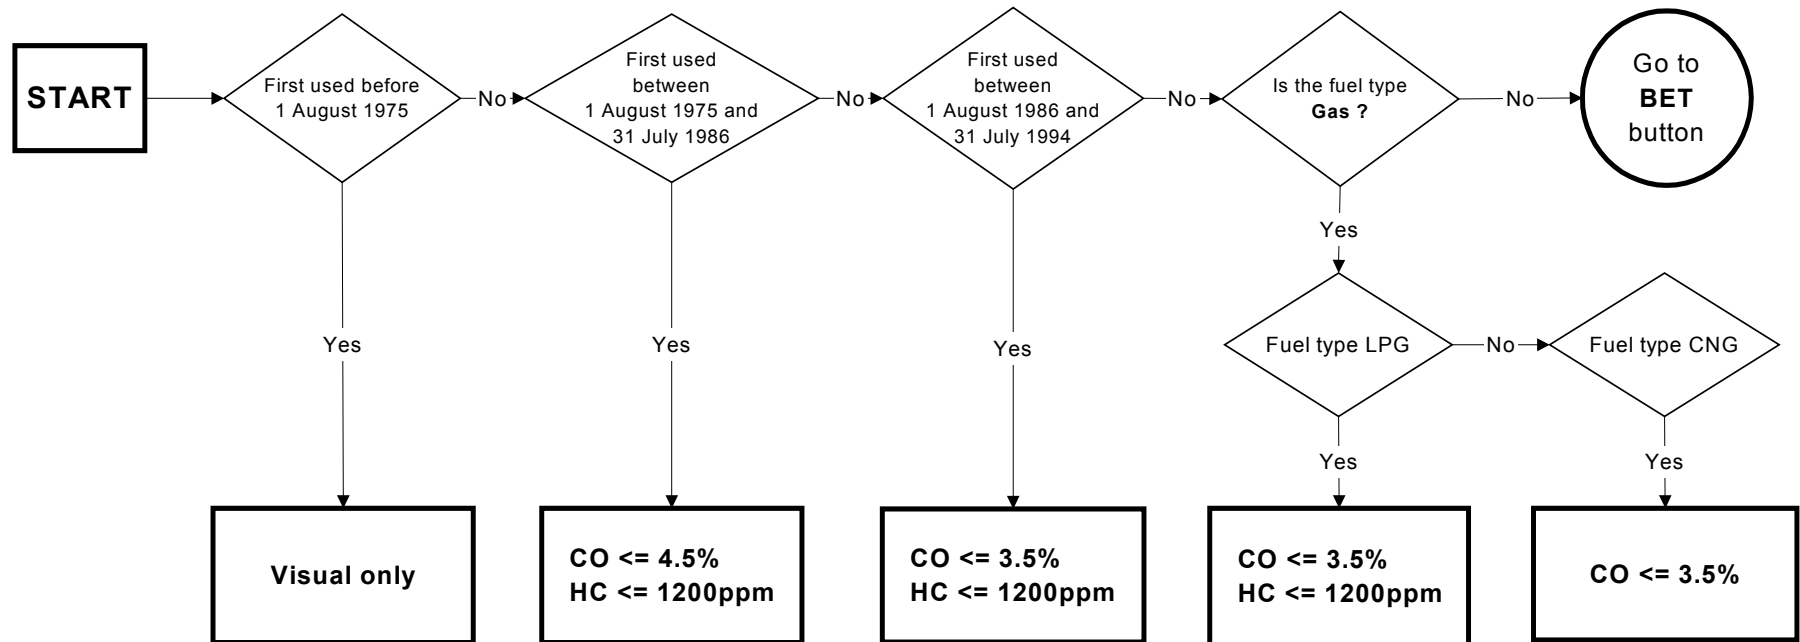 START
First used before
1 August 1975
No
First used
between
1 August 1975 and
31 July 1986
No
First used
between
1 August 1986 and
31 July 1994
No
Is the fuel type
Gas ?
No
Go to
BET
button
Yes
Yes
Yes
Yes
Fuel type LPG
No
Fuel type CNG
Yes
Yes
Visual only
CO <= 4.5%
HC <= 1200ppm
CO <= 3.5%
HC <= 1200ppm
CO <= 3.5%
HC <= 1200ppm
CO <= 3.5%